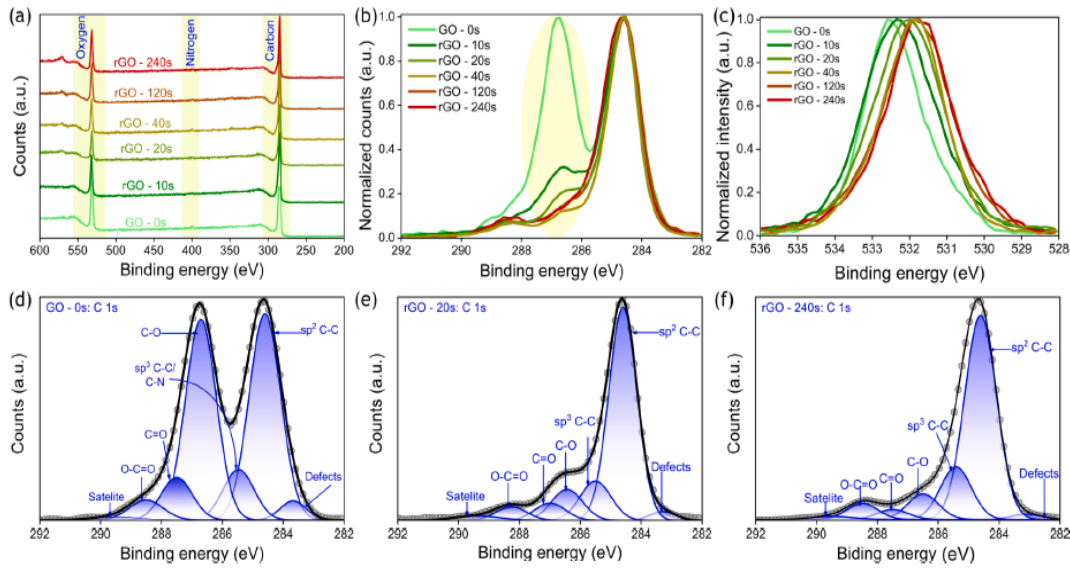 (a)
Oxygen
Nitrogen
Carbon
rGO - 240s
rGO - 120s
rGO - 40s
rGO - 20s
rGO - 10s
GO - 0s
Counts (a.u.)
600 550 500 450 400 350 300 250 200
Binding energy (eV)
(b)
GO - 0s
rGO - 10s
rGO - 20s
rGO - 40s
rGO - 120s
rGO - 240s
Normalized counts (a.u.)
1.0
0.8
0.6
0.4
0.2
0.0
292 290 288 286 284 282
Binding energy (eV)
(c)
GO - 0s
rGO - 10s
rGO - 20s
rGO - 40s
rGO - 120s
rGO - 240s
Normalized intensity (a.u.)
1.0
0.8
0.6
0.4
0.2
0.0
536 534 533 532 531 530 528
Binding energy (eV)
(d)
GO - 0s: C 1s
C-O
sp² C-C
sp³ C-C/
C-N
C=O
O-C=O
Satelite
Defects
Counts (a.u.)
292 290 288 286 284 282
Binding energy (eV)
(e)
rGO - 20s: C 1s
sp² C-C
sp³ C-C
C-O
C=O
O-C=O
Satelite
Defects
Counts (a.u.)
292 290 288 286 284 282
Binding energy (eV)
(f)
rGO - 240s: C 1s
sp² C-C
sp³ C-C
C-O
C=O
O-C=O
Satelite
Defects
Counts (a.u.)
292 290 288 286 284 282
Biding energy (eV)